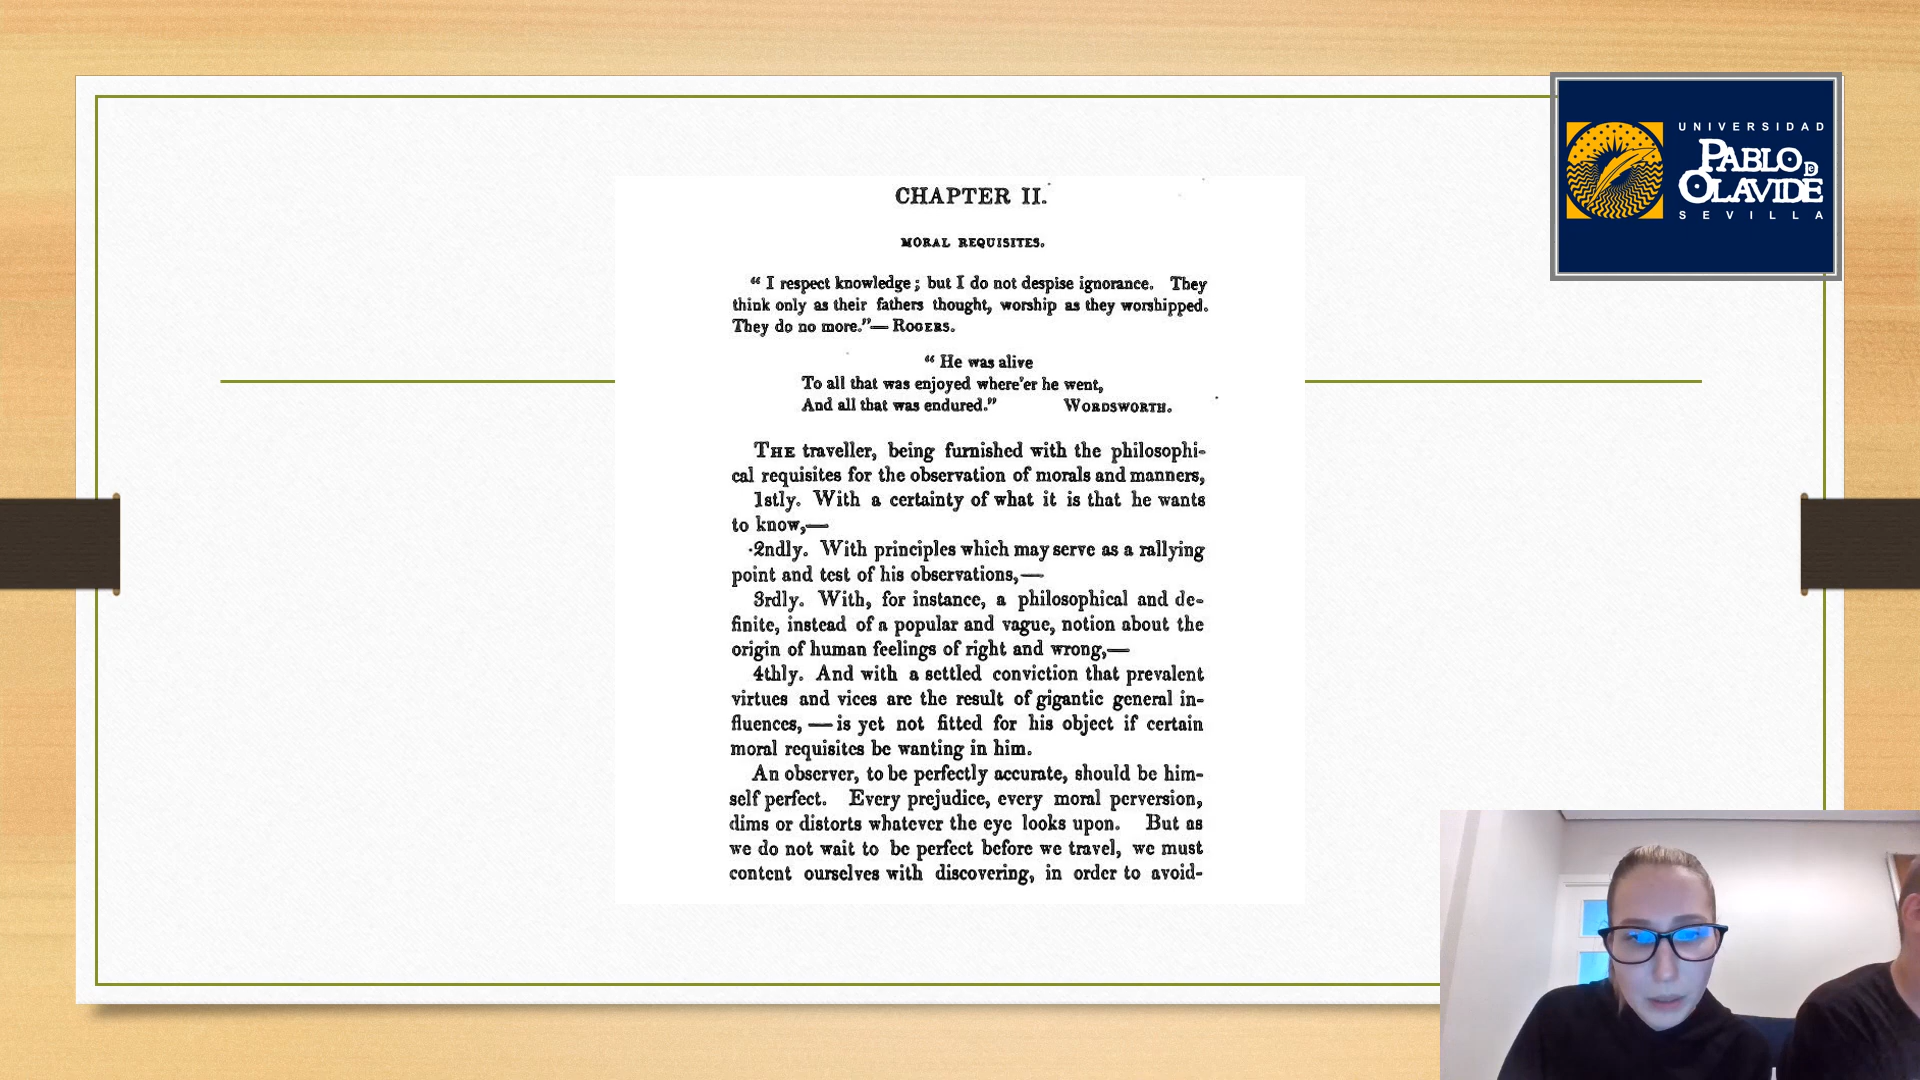 CHAPTER II.
MORAL REQUISITES.
" I respect knowledge ; but I do not despise ignorance. They
think only as their fathers thought, worship as they worshipped.
They do no more."— ROGERS.
" He was alive
To all that was enjoyed where'er he went,
And all that was endured." WORDSWORTH.
THE traveller, being furnished with the philosophi-
cal requisites for the observation of morals and manners,
1stly. With a certainty of what it is that he wants
to know,—
2ndly. With principles which may serve as a rallying
point and test of his observations,—
3rdly. With, for instance, a philosophical and de-
finite, instead of a popular and vague, notion about the
origin of human feelings of right and wrong,—
4thly. And with a settled conviction that prevalent
virtues and vices are the result of gigantic general in-
fluences, — is yet not fitted for his object if certain
moral requisites be wanting in him.
An observer, to be perfectly accurate, should be him-
self perfect. Every prejudice, every moral perversion,
dims or distorts whatever the eye looks upon. But as
we do not wait to be perfect before we travel, we must
content ourselves with discovering, in order to avoid-
UNIVERSIDAD
PABLO DE
OLAVIDE
SEVILLA